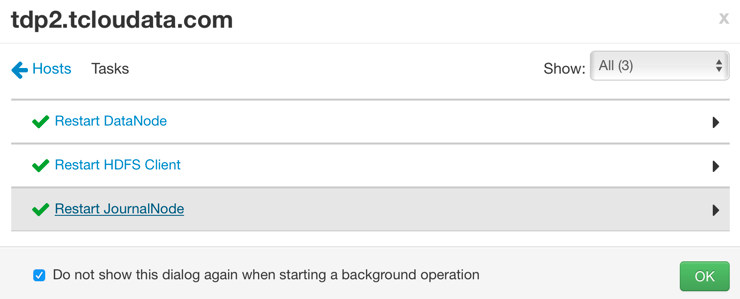 tdp2.tcloudata.com
x
Hosts Tasks Show: All (3)
Restart DataNode
Restart HDFS Client
Restart JournalNode
Do not show this dialog again when starting a background operation
OK